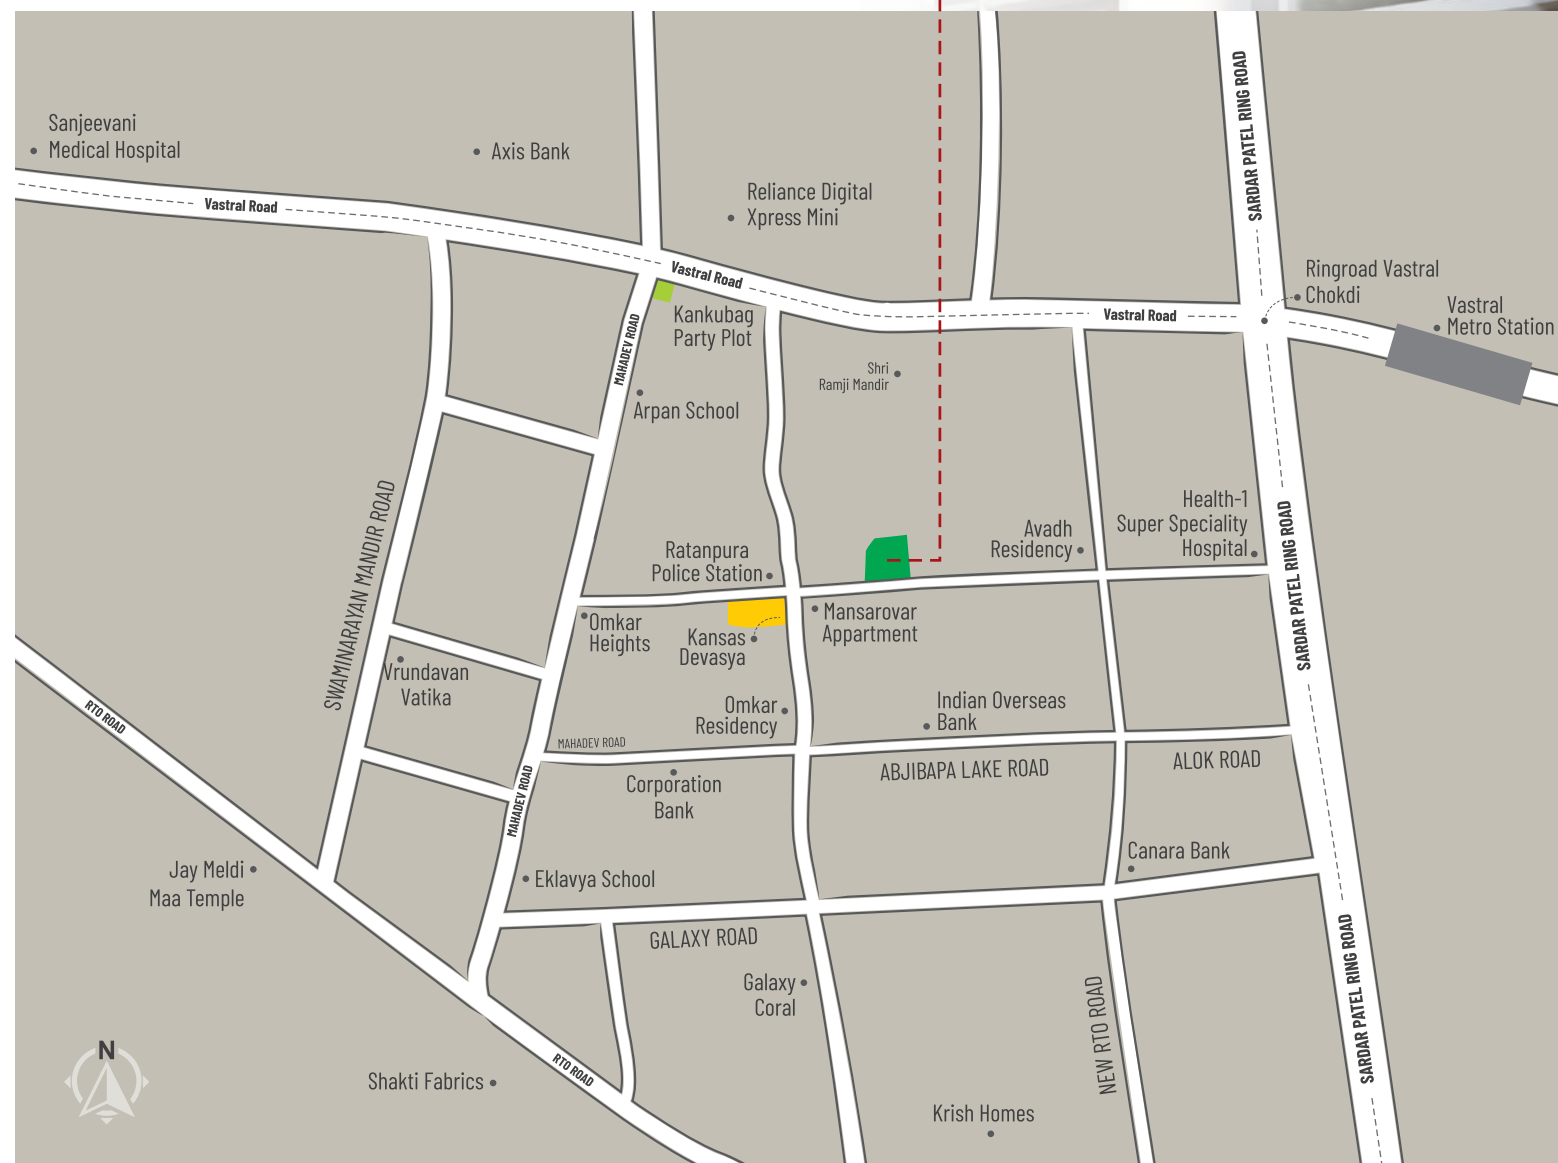 SARDAR PATEL RING ROAD
Sanjeevani
Medical Hospital
Axis Bank
Reliance Digital
Xpress Mini
Vastral Road
Vastral Road
Vastral Road
Ringroad Vastral
Chokdi
Vastral
Metro Station
Kankubag
Party Plot
MAHADEV ROAD
Shri
Ramji Mandir
Arpan School
SWAMINARAYAN MANDIR ROAD
Health-1
Super Speciality
Hospital
Avadh
Residency
SARDAR PATEL RING ROAD
Ratanpura
Police Station
Omkar
Heights
Kansas
Devasya
Mansarovar
Appartment
Vrundavan
Vatika
RTO ROAD
Omkar
Residency
Indian Overseas
Bank
MAHADEV ROAD
MAHADEV ROAD
Corporation
Bank
ABJIBAPA LAKE ROAD
ALOK ROAD
Jay Meldi
Maa Temple
Eklavya School
Canara Bank
GALAXY ROAD
Galaxy
Coral
NEW RTO ROAD
SARDAR PATEL RING ROAD
N
Shakti Fabrics
RTO ROAD
Krish Homes